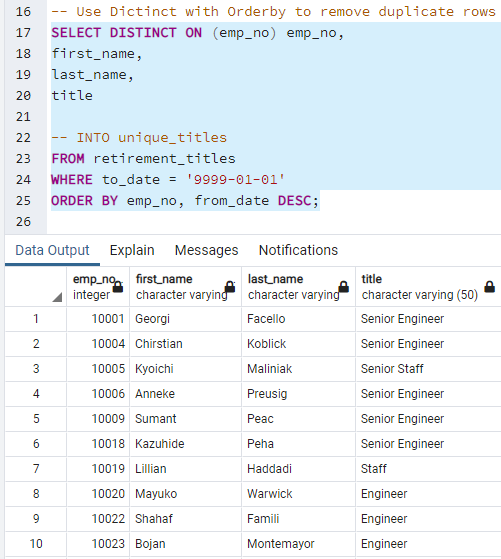 16 -- Use Dictinct with Orderby to remove duplicate rows
17 SELECT DISTINCT ON (emp_no) emp_no,
18 first_name,
19 last_name,
20 title
21
22 -- INTO unique_titles
23 FROM retirement_titles
24 WHERE to_date = '9999-01-01'
25 ORDER BY emp_no, from_date DESC;
26
Data Output Explain Messages Notifications
emp_no first_name last_name title
integer character varying character varying character varying (50)
1 10001 Georgi Facello Senior Engineer
2 10004 Chirstian Koblick Senior Engineer
3 10005 Kyoichi Maliniak Senior Staff
4 10006 Anneke Preusig Senior Engineer
5 10009 Sumant Peac Senior Engineer
6 10018 Kazuhide Peha Senior Engineer
7 10019 Lillian Haddadi Staff
8 10020 Mayuko Warwick Engineer
9 10022 Shahaf Famili Engineer
10 10023 Bojan Montemayor Engineer